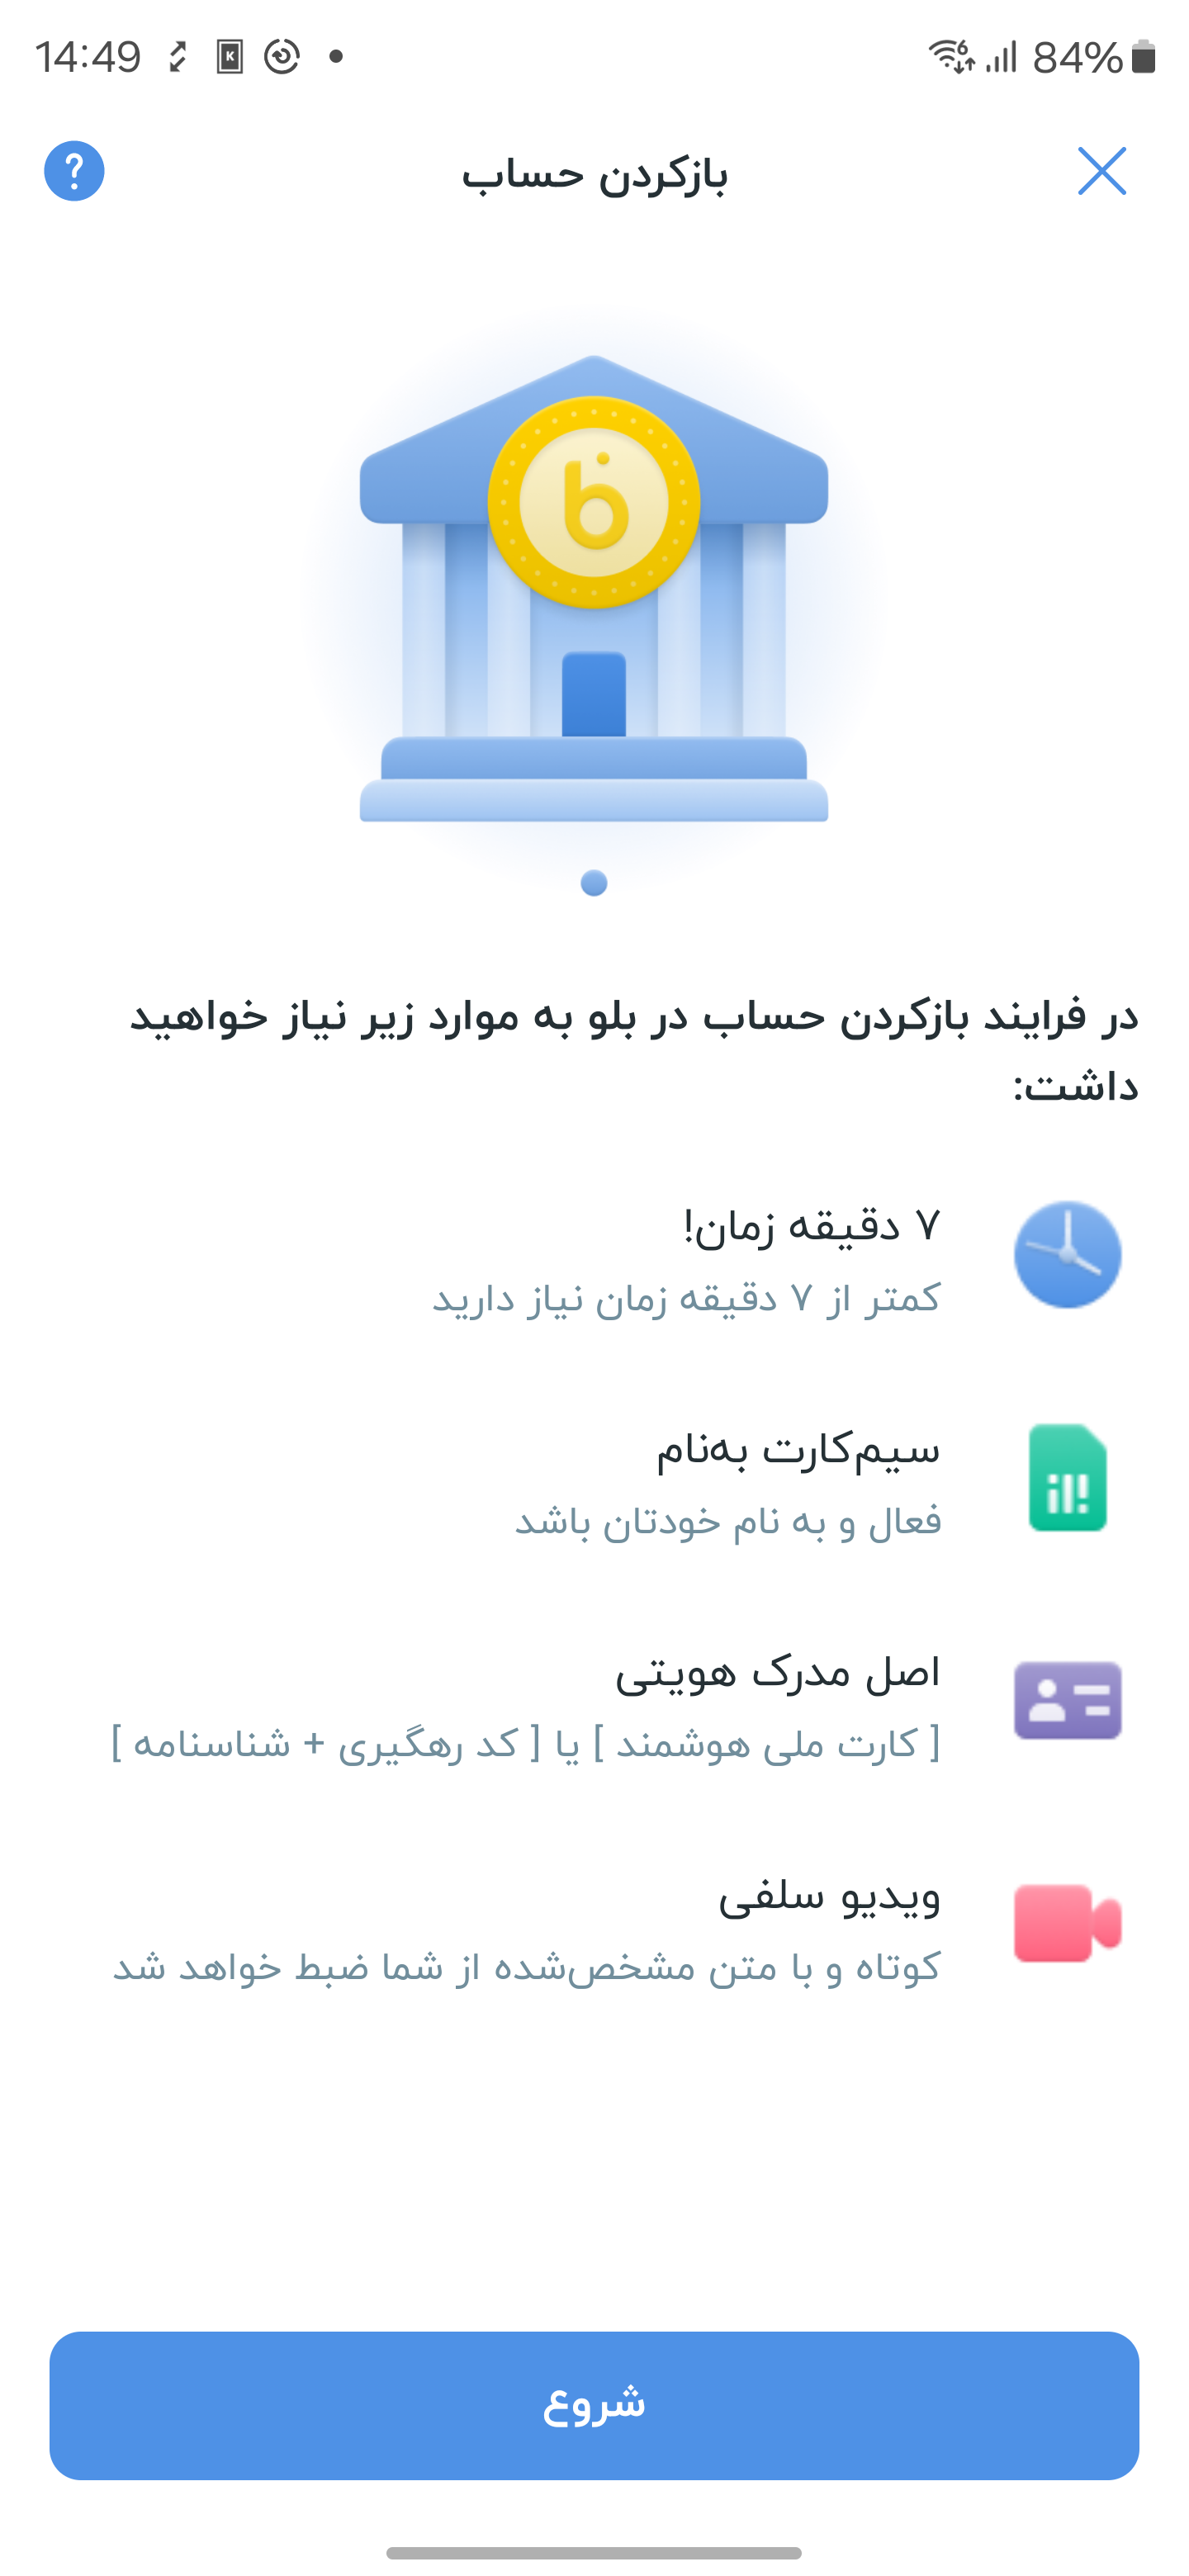 14:49
84%
بازکردن حساب
در فرایند بازکردن حساب در بلو به موارد زیر نیاز خواهید
داشت:
۷ دقیقه زمان!
کمتر از ۷ دقیقه زمان نیاز دارید
سیم‌کارت به‌نام
فعال و به نام خودتان باشد
اصل مدرک هویتی
[ کارت ملی هوشمند ] یا [ کد رهگیری + شناسنامه ]
ویدیو سلفی
کوتاه و با متن مشخص‌شده از شما ضبط خواهد شد
شروع